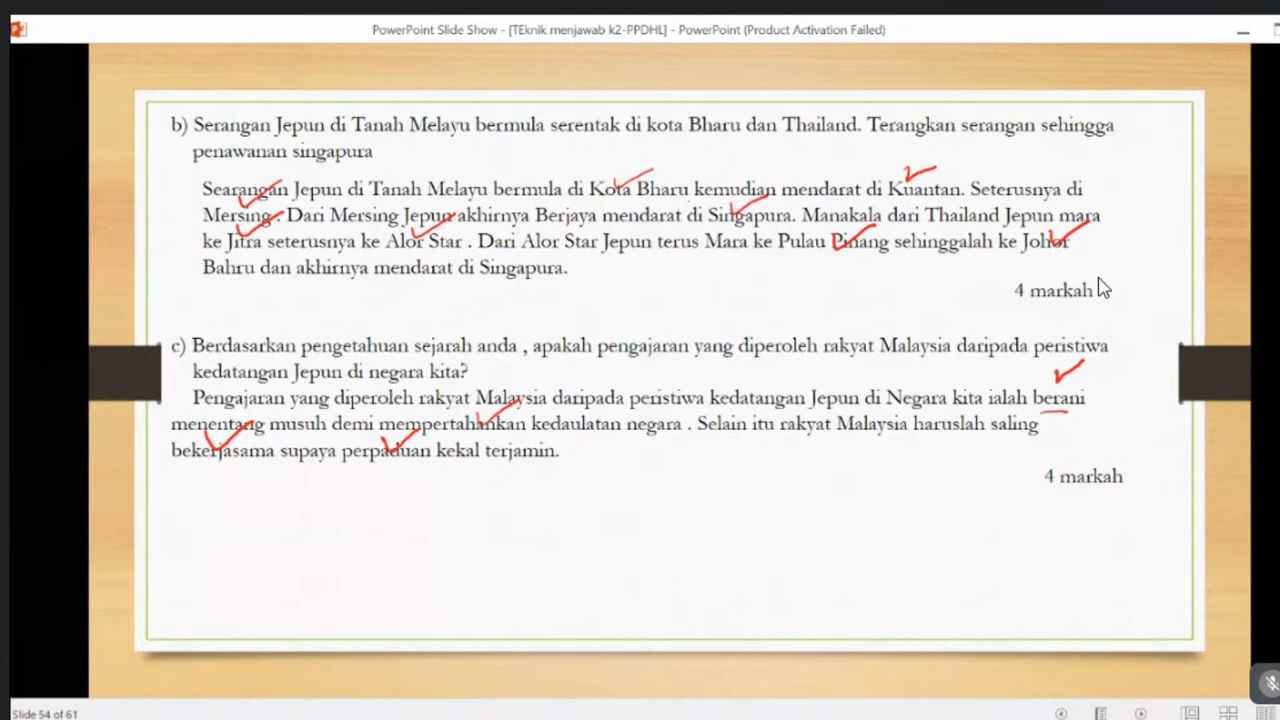 PowerPoint Slide Show - [TEknik menjawab k2-PPDHL] - PowerPoint (Product Activation Failed)
b) Serangan Jepun di Tanah Melayu bermula serentak di kota Bharu dan Thailand. Terangkan serangan sehingga
penawanan singapura
Searangan Jepun di Tanah Melayu bermula di Kota Bharu kemudian mendarat di Kuantan. Seterusnya di
Mersing . Dari Mersing Jepun akhirnya Berjaya mendarat di Singapura. Manakala dari Thailand Jepun mara
ke Jitra seterusnya ke Alor Star . Dari Alor Star Jepun terus Mara ke Pulau Pinang sehinggalah ke Johor
Bahru dan akhirnya mendarat di Singapura.
4 markah
c) Berdasarkan pengetahuan sejarah anda , apakah pengajaran yang diperoleh rakyat Malaysia daripada peristiwa
kedatangan Jepun di negara kita?
Pengajaran yang diperoleh rakyat Malaysia daripada peristiwa kedatangan Jepun di Negara kita ialah berani
menentang musuh demi mempertahankan kedaulatan negara . Selain itu rakyat Malaysia haruslah saling
bekerjasama supaya perpaduan kekal terjamin.
4 markah
Slide 54 of 61